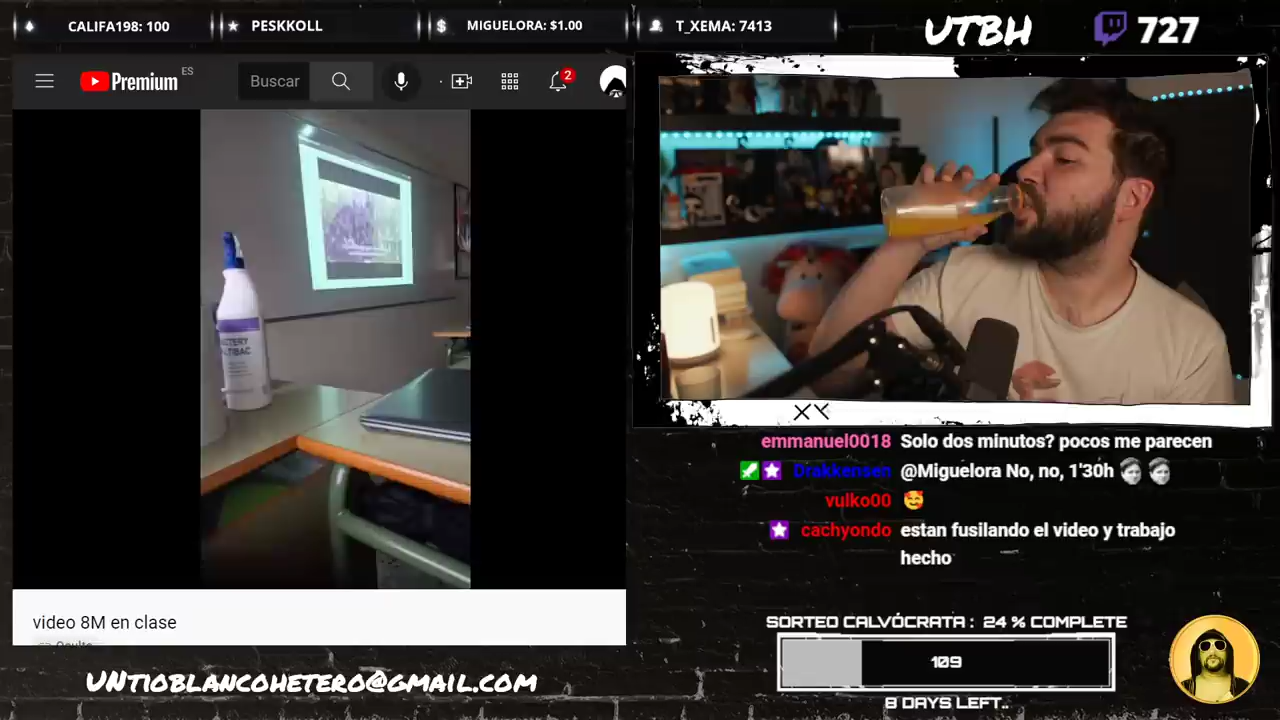 CALIFA198: 100
PESKKOLL
MIGUELORA: $1.00
T_XEMA: 7413
UTBH
727
Premium ES
Buscar
2
video 8M en clase
Oculto
emmanuel0018 Solo dos minutos? pocos me parecen
Drakkensen @Miguelora No, no, 1'30h
vulko00
cachyondo estan fusilando el video y trabajo
hecho
SORTEO CALVÓCRATA : 24 % COMPLETE
109
8 DAYS LEFT..
UNTIOBLANCOHETERO@GMAIL.COM